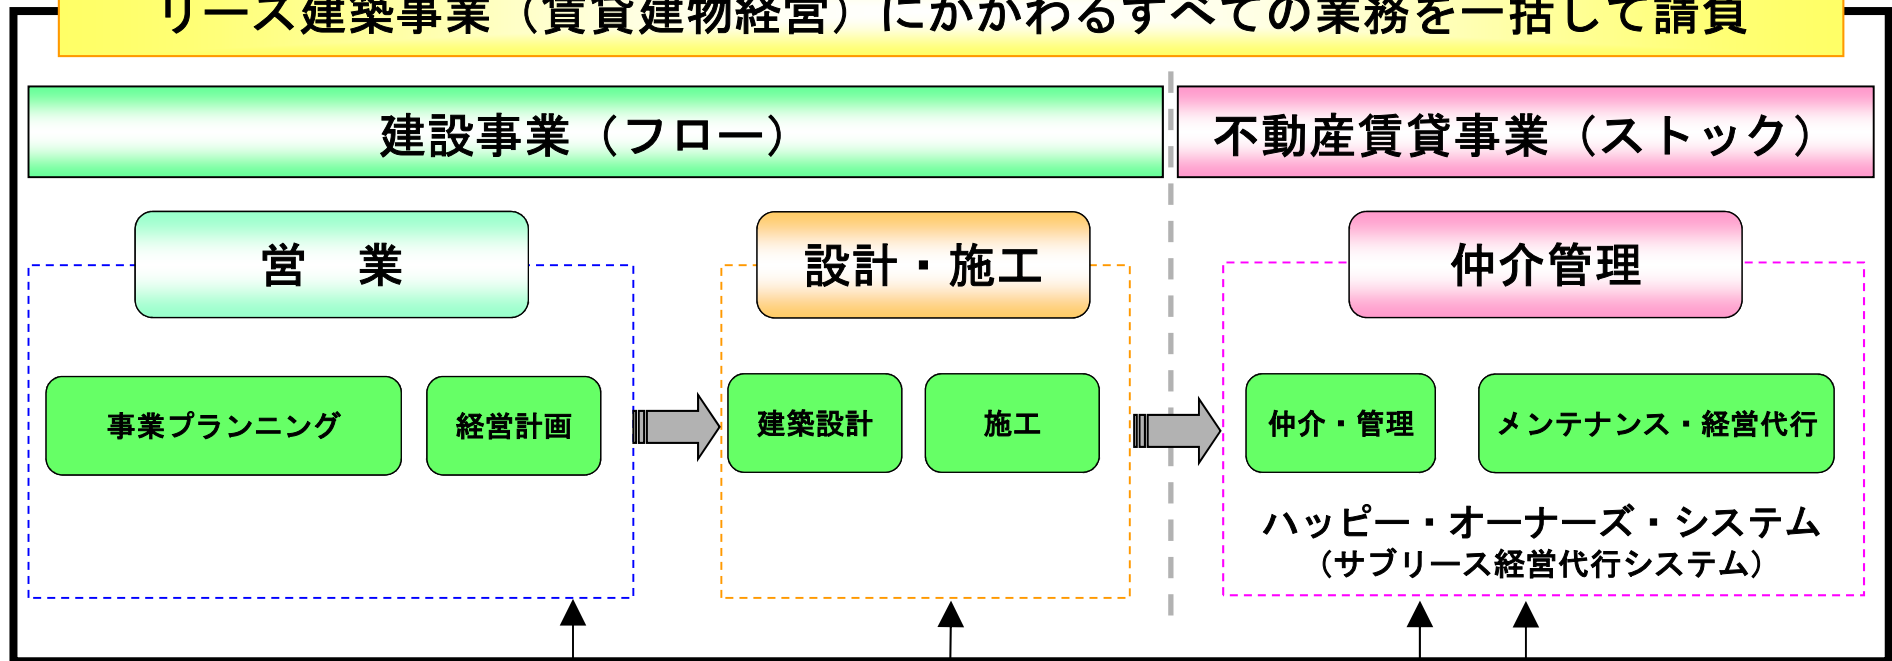 リース建築事業（賃貸建物経営）にかかわるすべての業務を一括して請負
建設事業（フロー）
不動産賃貸事業（ストック）
営　業
設計・施工
仲介管理
事業プランニング
経営計画
建築設計
施工
仲介・管理
メンテナンス・経営代行
ハッピー・オーナーズ・システム
（サブリース経営代行システム）